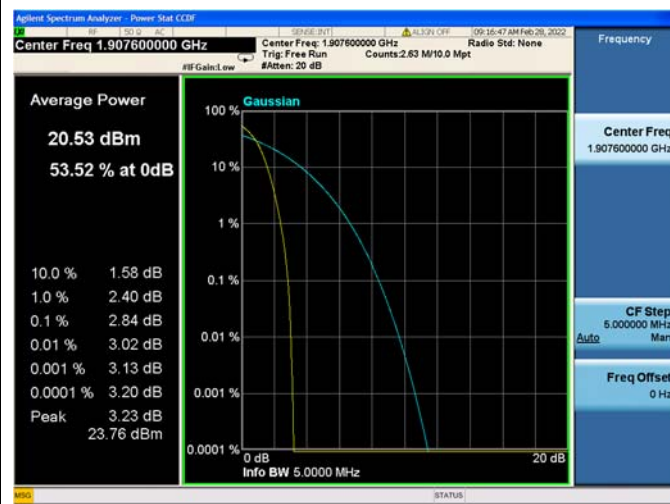 Agilent Spectrum Analyzer - Power Stat CCDF
RF 50 Ω AC SENSE:INT ALIGN OFF 09:16:47 AM Feb 28, 2022
Center Freq 1.907600000 GHz
Center Freq: 1.907600000 GHz Radio Std: None
Trig: Free Run Counts:2.63 M/10.0 Mpt
#IFGain:Low #Atten: 20 dB
Frequency
Average Power
20.53 dBm
53.52 % at 0dB
10.0 % 1.58 dB
1.0 % 2.40 dB
0.1 % 2.84 dB
0.01 % 3.02 dB
0.001 % 3.13 dB
0.0001 % 3.20 dB
Peak 3.23 dB
23.76 dBm
Gaussian
100 %
10 %
1 %
0.1 %
0.01 %
0.001 %
0.0001 %
0 dB 20 dB
Info BW 5.0000 MHz
Center Freq
1.907600000 GHz
CF Step
5.000000 MHz
Auto Man
Freq Offset
0 Hz
MSG STATUS